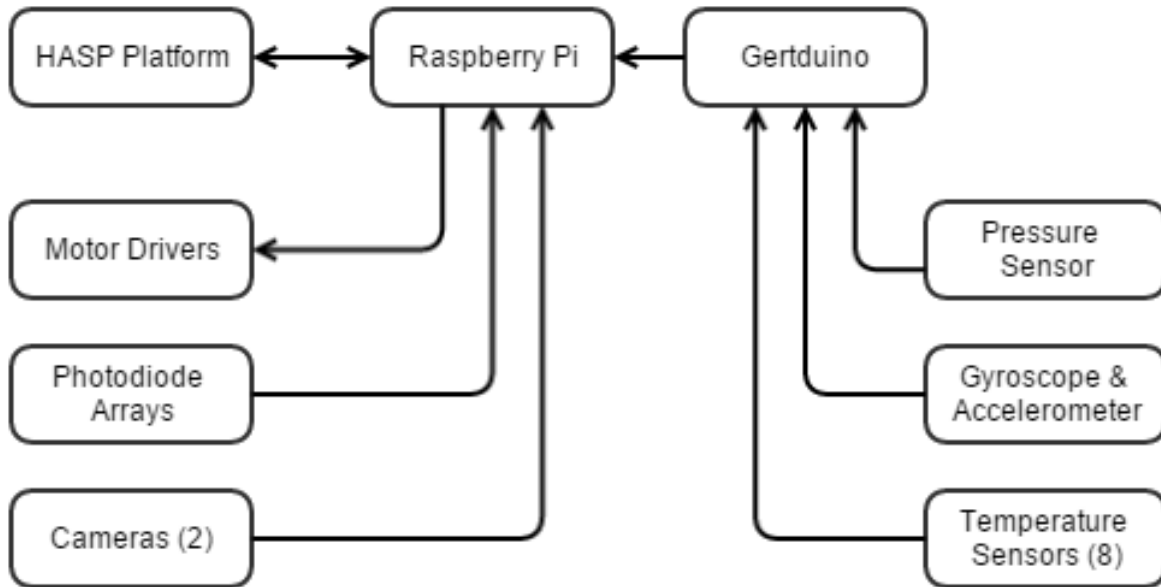 HASP Platform
Raspberry Pi
Gertduino
Motor Drivers
Pressure
Sensor
Photodiode
Arrays
Gyroscope &
Accelerometer
Cameras (2)
Temperature
Sensors (8)